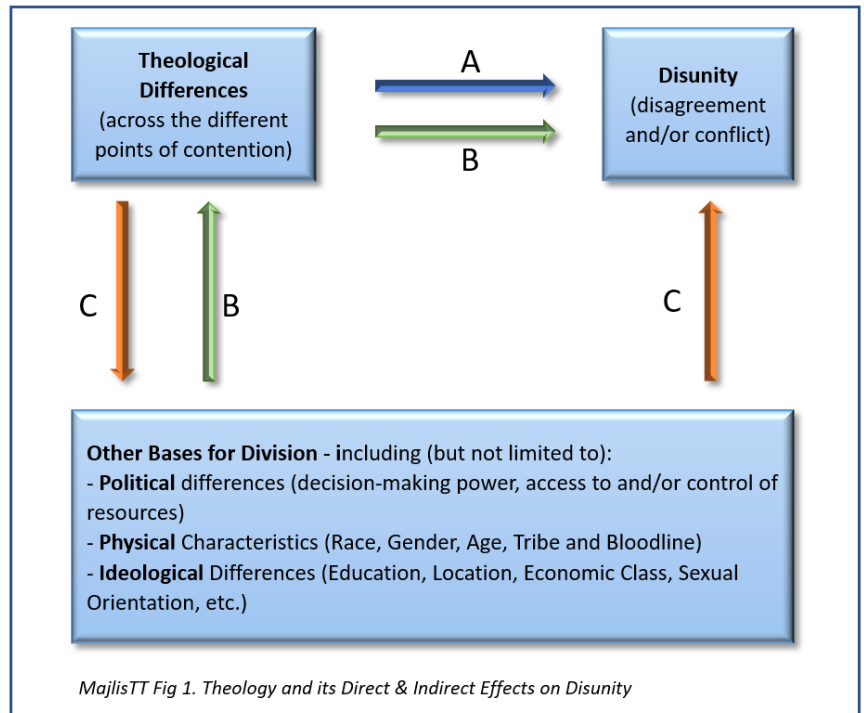 Theological
Differences
(across the different
points of contention)
A
B
Disunity
(disagreement
and/or conflict)
C
B
C
Other Bases for Division - including (but not limited to):
- Political differences (decision-making power, access to and/or control of
resources)
- Physical Characteristics (Race, Gender, Age, Tribe and Bloodline)
- Ideological Differences (Education, Location, Economic Class, Sexual
Orientation, etc.)
MajlisTT Fig 1. Theology and its Direct & Indirect Effects on Disunity